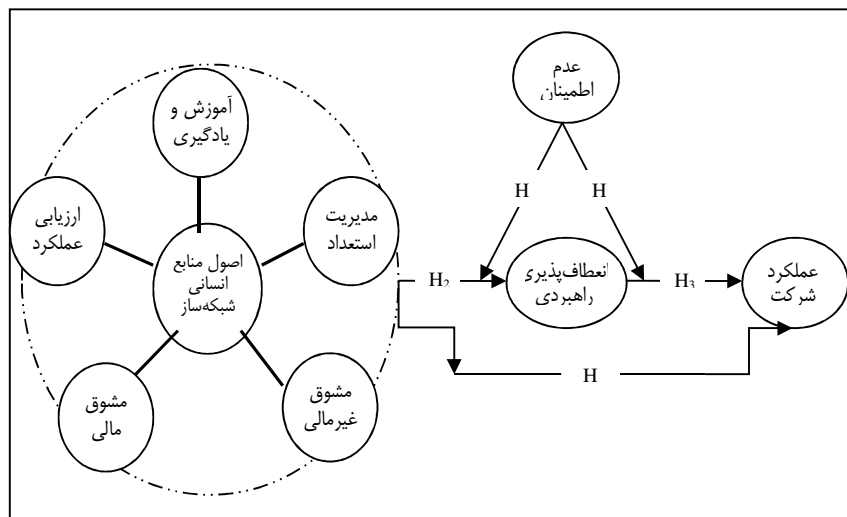 عدم
اطمینان
آموزش و
یادگیری
ارزیابی
عملکرد
مدیریت
استعداد
اصول منابع
انسانی
شبکه‌ساز
مشوق
مالی
مشوق
غیرمالی
H
H
H₂
انعطاف‌پذیری
راهبردی
H₃
عملکرد
شرکت
H